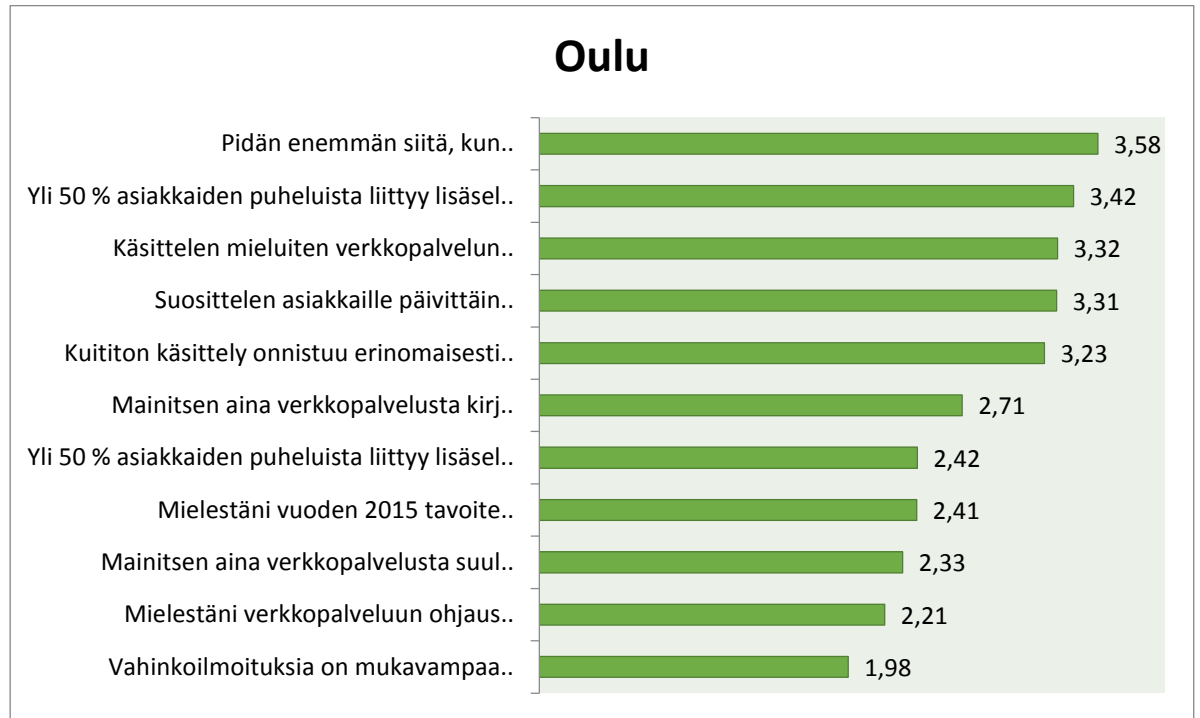 Oulu
Pidän enemmän siitä, kun.. 3,58
Yli 50 % asiakkaiden puheluista liittyy lisäsel.. 3,42
Käsittelen mieluiten verkkopalvelun.. 3,32
Suosittelen asiakkaille päivittäin.. 3,31
Kuititon käsittely onnistuu erinomaisesti.. 3,23
Mainitsen aina verkkopalvelusta kirj.. 2,71
Yli 50 % asiakkaiden puheluista liittyy lisäsel.. 2,42
Mielestäni vuoden 2015 tavoite.. 2,41
Mainitsen aina verkkopalvelusta suul.. 2,33
Mielestäni verkkopalveluun ohjaus.. 2,21
Vahinkoilmoituksia on mukavampaa.. 1,98